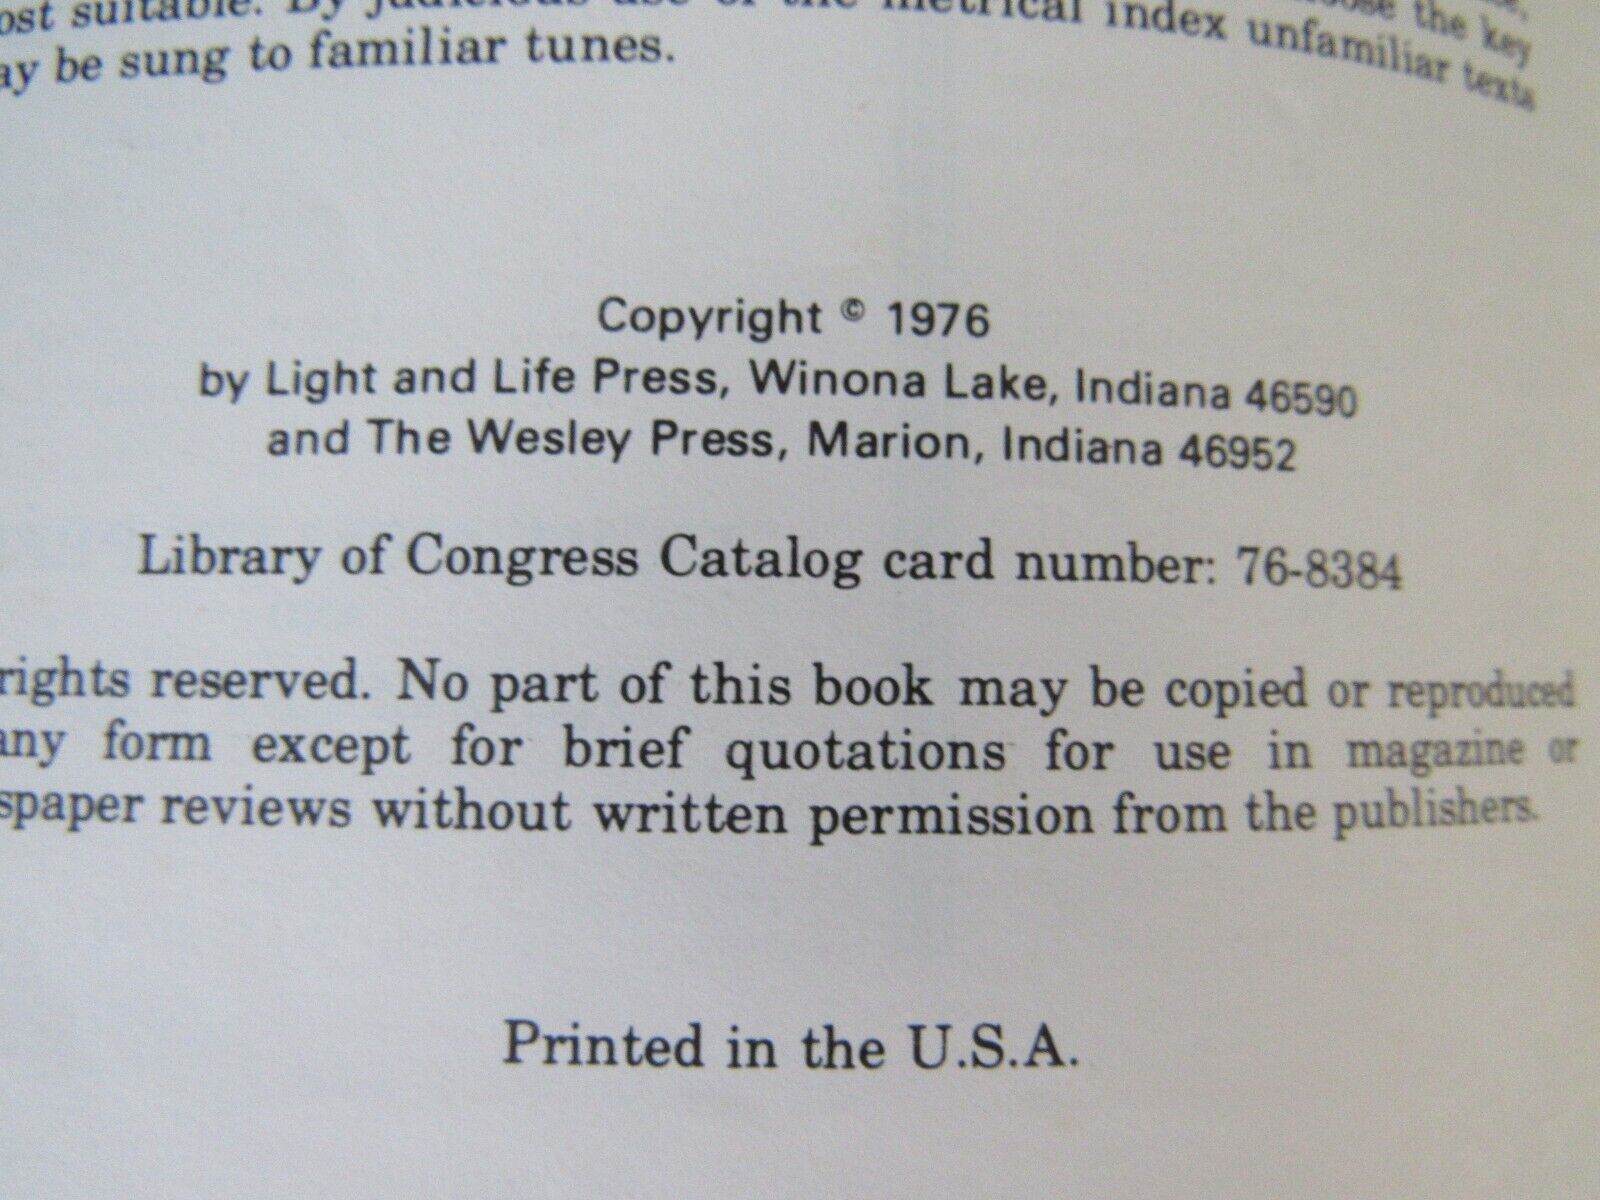 suitable. By judicious use of the metrical index unfamiliar texts
be sung to familiar tunes.
the key
Copyright © 1976
by Light and Life Press, Winona Lake, Indiana 46590
and The Wesley Press, Marion, Indiana 46952
Library of Congress Catalog card number: 76-8384
rights reserved. No part of this book may be copied or reproduced
any form except for brief quotations for use in magazine or
spaper reviews without written permission from the publishers.
Printed in the U.S.A.